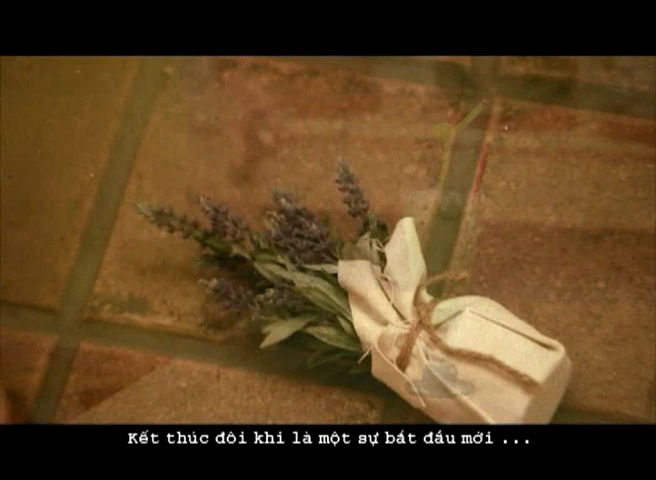 Kết thúc đôi khi là một sự bắt đầu mới ...